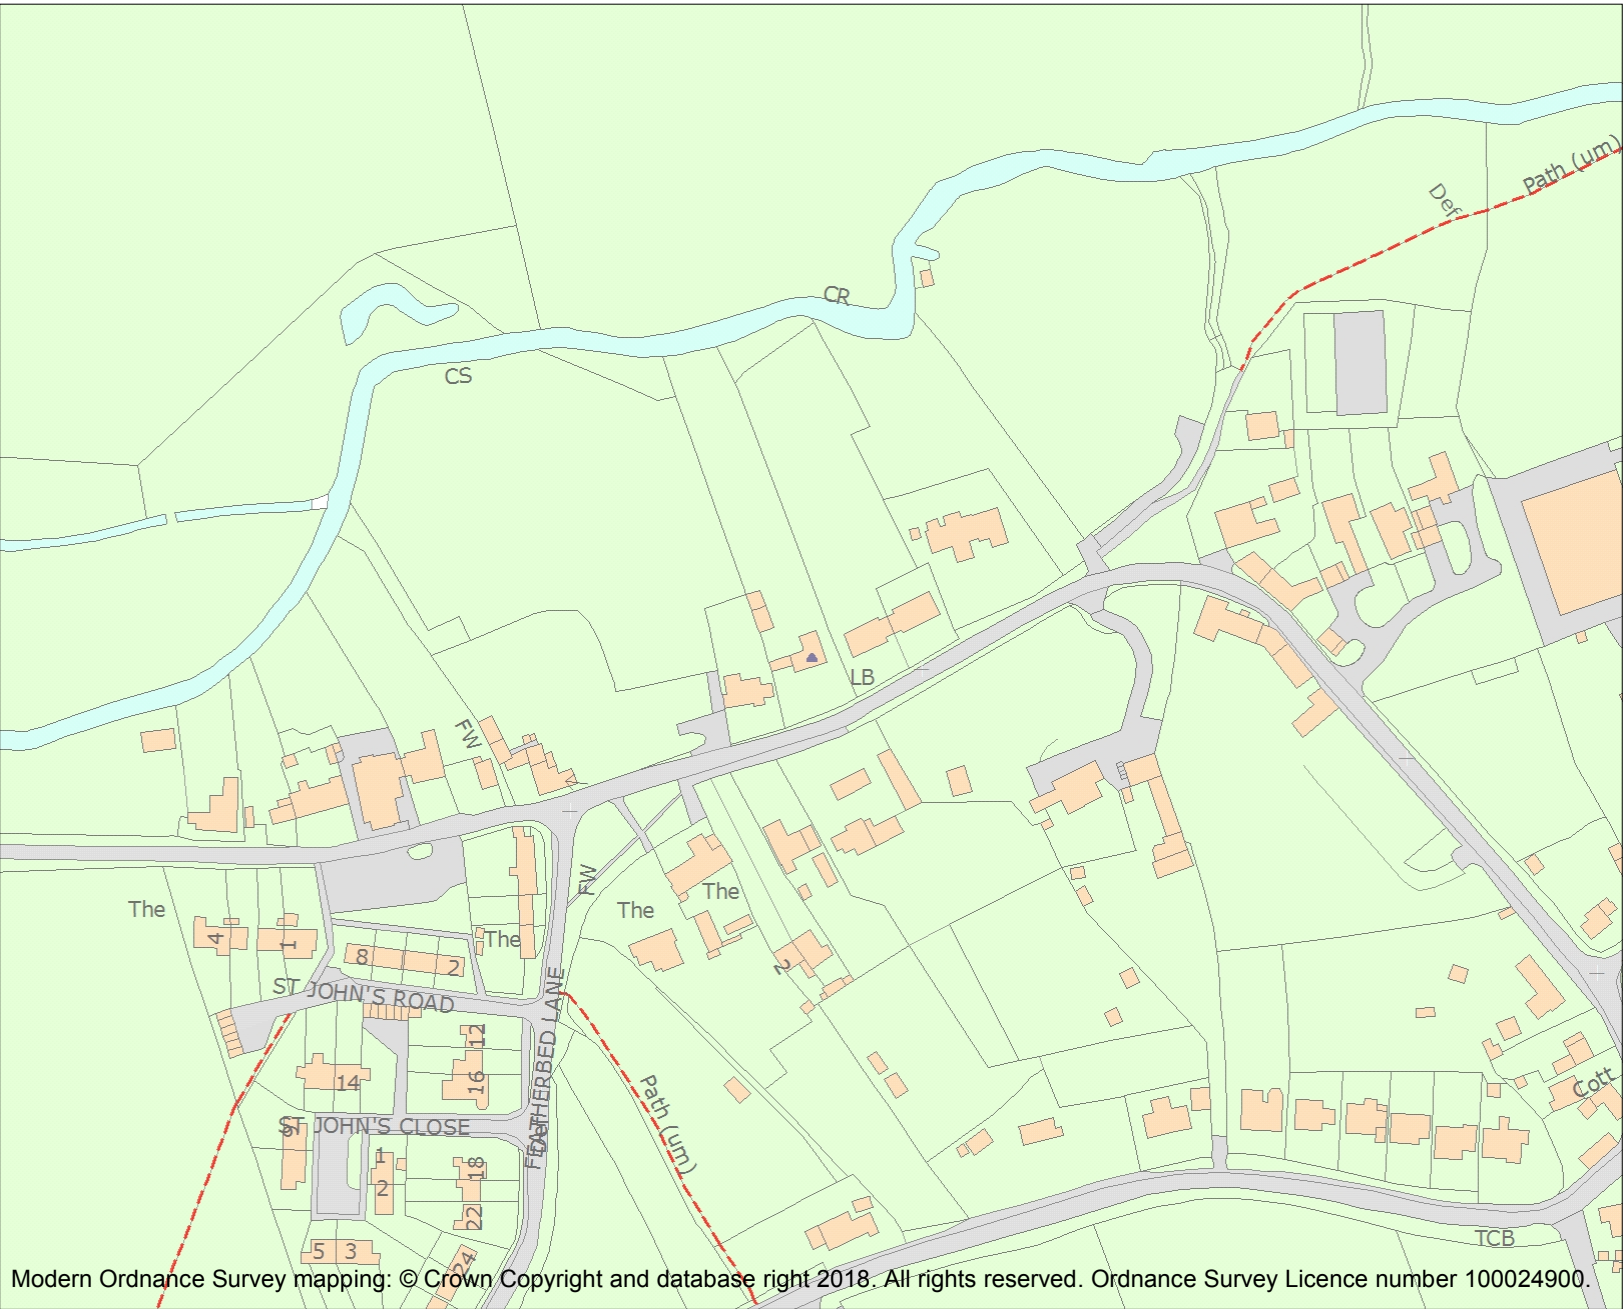 Path (um)
Def
CR
CS
LB
FW
FW
The
The
The
The
4
1
8
2
2
ST JOHN'S ROAD
FEATHERBED LANE
12
16
14
Path (um)
Cott
ST JOHN'S CLOSE
Def
1
2
18
22
TCB
5
3
24
Modern Ordnance Survey mapping: © Crown Copyright and database right 2018. All rights reserved. Ordnance Survey Licence number 100024900.